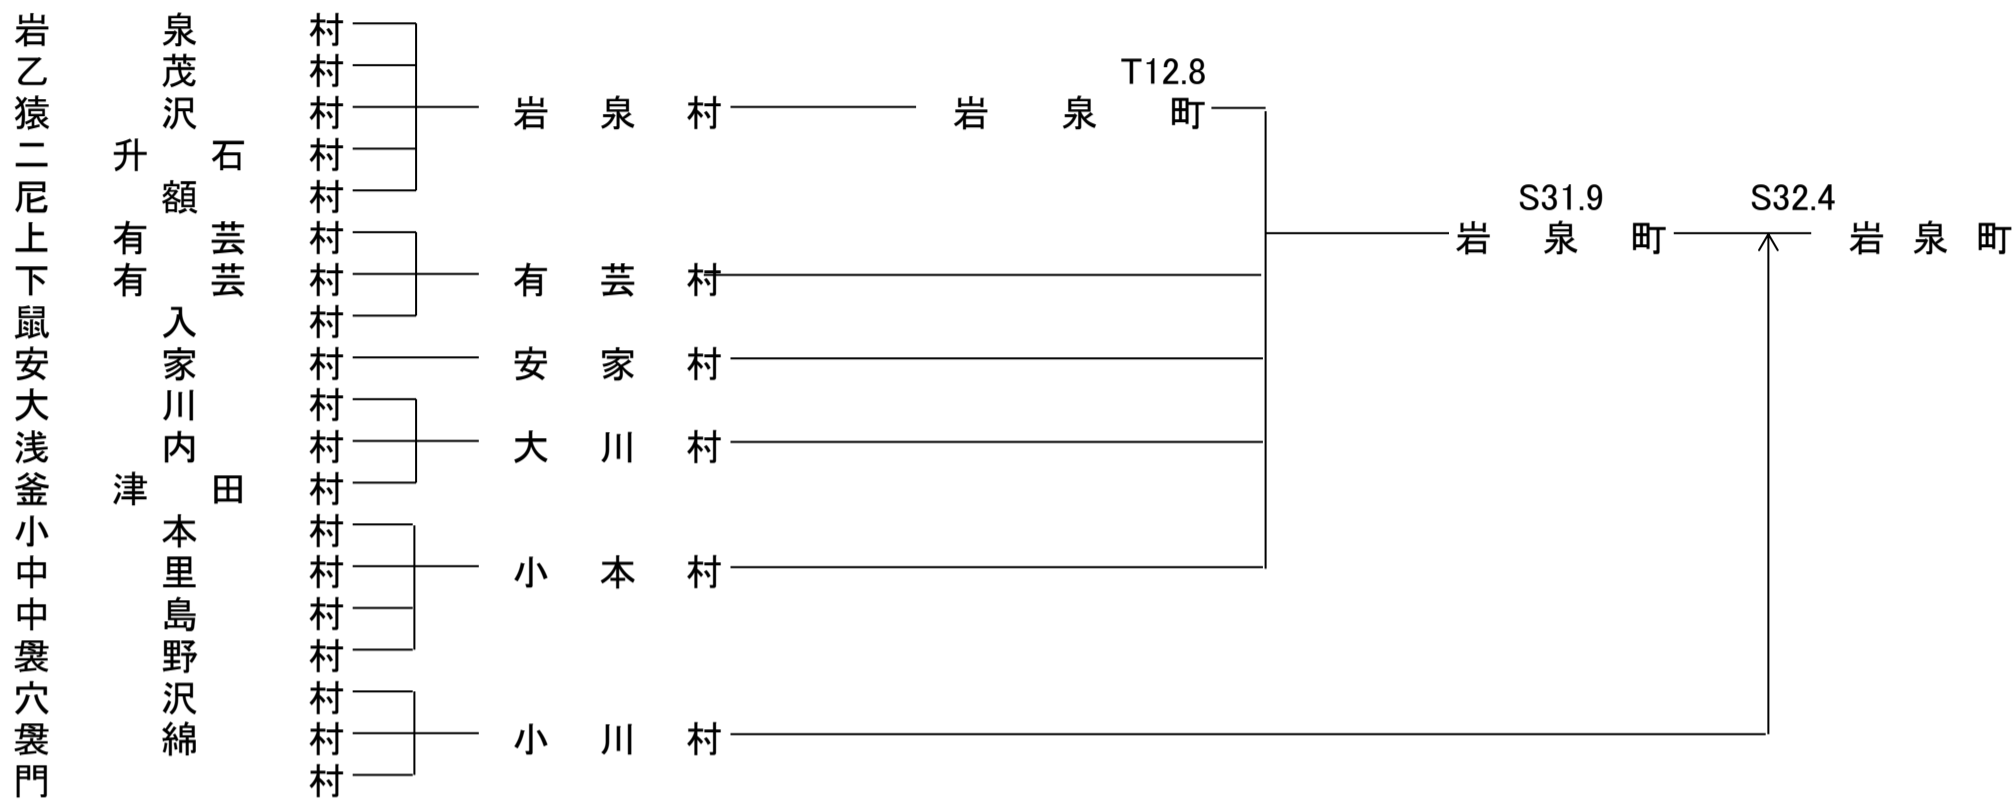 岩泉村
乙茂村 T12.8
猿沢村 岩泉村 岩泉町
二升石村
尼額村 S31.9 S32.4
上有芸村 岩泉町 岩泉町
下有芸村 有芸村
鼠入村
安家村 安家村
大川村
浅内村 大川村
釜津田村
小本村
中里村 小本村
中島村
袰野村
穴沢村
袰綿村 小川村
門村